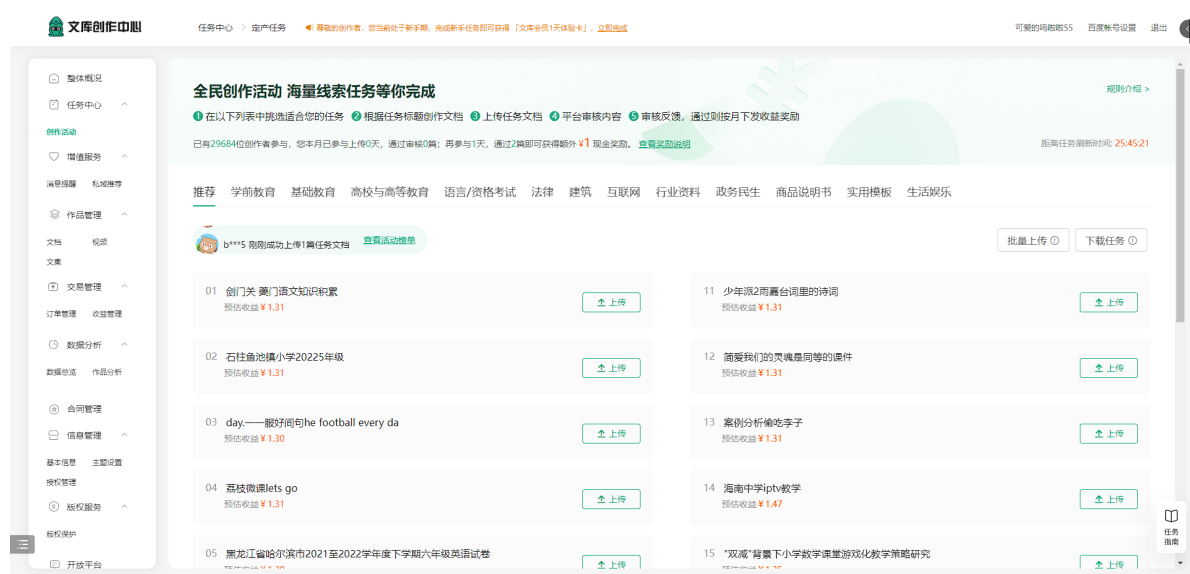 文库创作中心
任务中心 > 定产任务
尊敬的创作者，您当前处于新手期，完成新手任务即可获得「文库会员1天体验卡」，立即完成
可爱的呜啦啦55 百度帐号设置 退出
整体概况
任务中心
创作活动
增值服务
消息提醒 私域推荐
作品管理
文档 视频
文集
交易管理
订单管理 收益管理
数据分析
数据总览 作品分析
合同管理
信息管理
基本信息 主题设置
授权管理
版权服务
版权保护
开放平台
全民创作活动 海量线索任务等你完成
规则介绍 >
1 在以下列表中挑选适合您的任务 2 根据任务标题创作文档 3 上传任务文档 4 平台审核内容 5 审核反馈，通过则按月下发收益奖励
已有29684位创作者参与，您本月已参与上传0天，通过审核0篇；再参与1天，通过2篇即可获得额外¥1现金奖励。 查看奖励说明
距离任务刷新时间: 25:45:21
推荐 学前教育 基础教育 高校与高等教育 语言/资格考试 法律 建筑 互联网 行业资料 政务民生 商品说明书 实用模板 生活娱乐
b***5 刚刚成功上传1篇任务文档 查看活动榜单
批量上传 下载任务
01 剑门关 夔门语文知识积累
预估收益 ¥ 1.31
上传
11 少年派2雨嘉台词里的诗词
预估收益 ¥ 1.31
上传
02 石柱鱼池镇小学20225年级
预估收益 ¥ 1.31
上传
12 简爱我们的灵魂是同等的课件
预估收益 ¥ 1.31
上传
03 day.——股好间句he football every da
预估收益 ¥ 1.30
上传
13 案例分析偷吃李子
预估收益 ¥ 1.31
上传
04 荔枝微课lets go
预估收益 ¥ 1.31
上传
14 海南中学iptv教学
预估收益 ¥ 1.47
上传
05 黑龙江省哈尔滨市2021至2022学年度下学期六年级英语试卷
上传
15 "双减"背景下小学数学课堂游戏化教学策略研究
上传
任务
指南